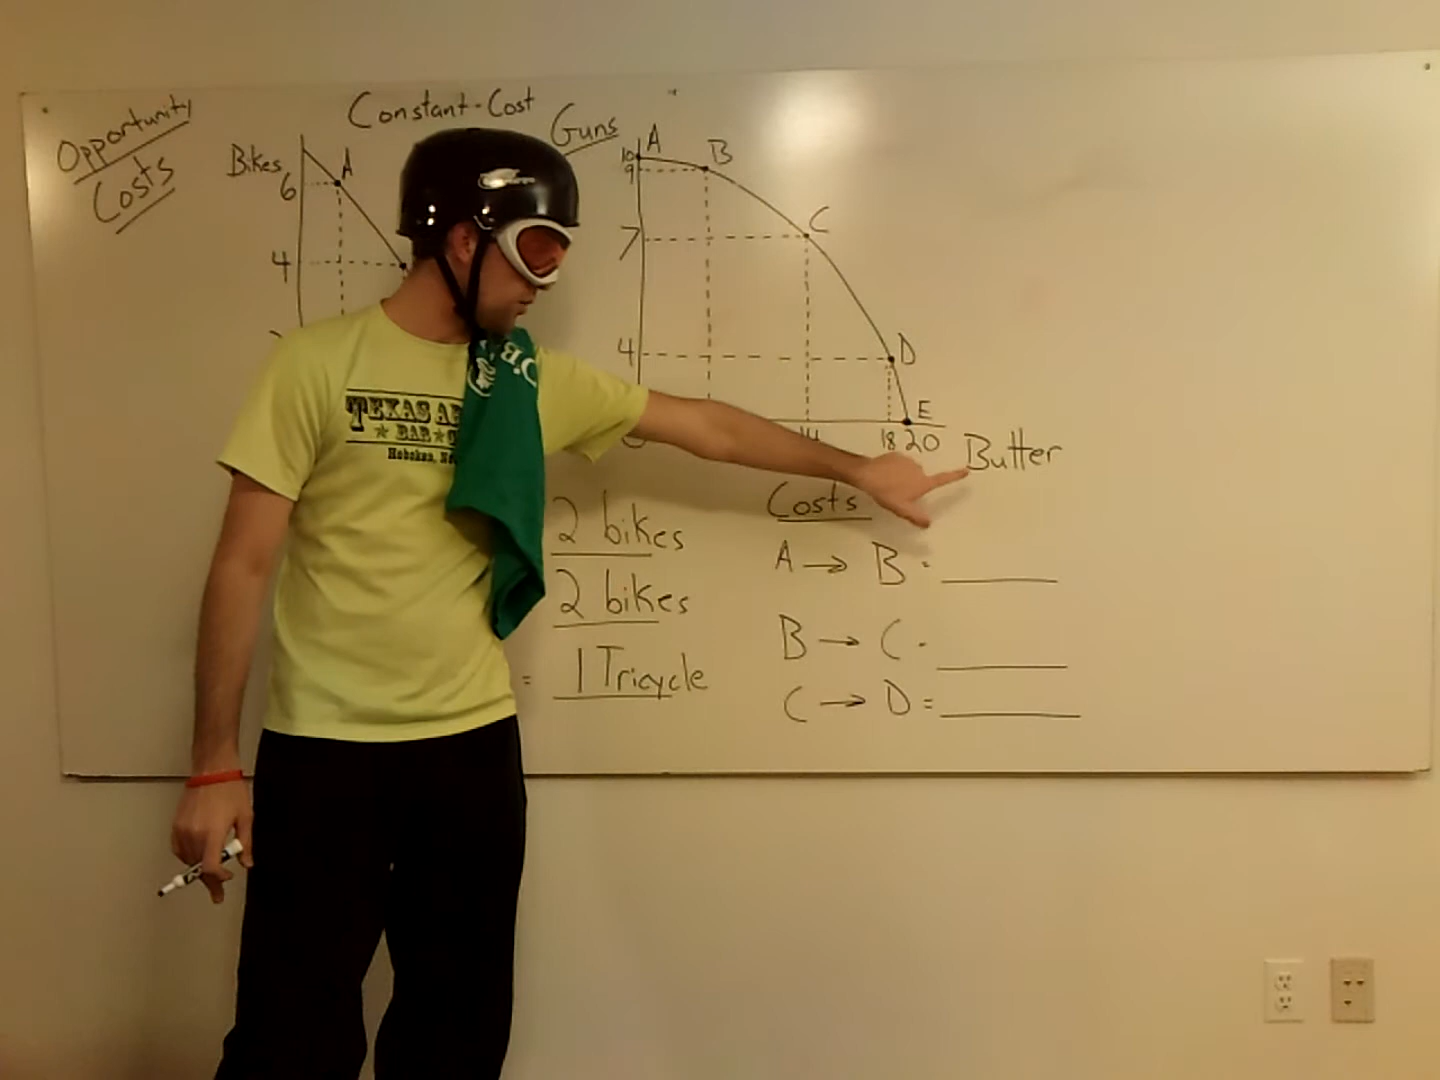 Opportunity
Costs
Constant-Cost
Bikes
6
A
4
Guns
10
A
B
9
7
C
4
D
E
18 20
Butter
2 bikes
2 bikes
= 1 Tricycle
Costs
A → B =
B → C -
C → D =
TEXAS
BAR
Hoboken,